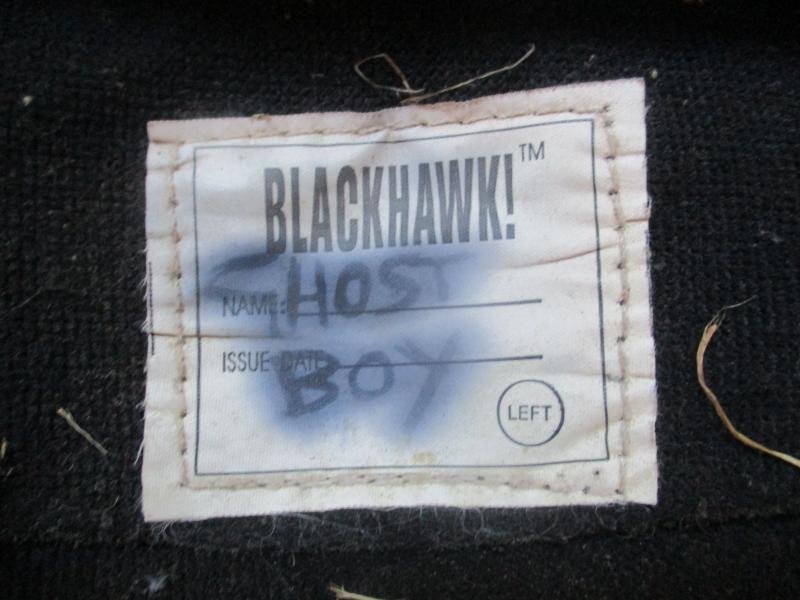 BLACKHAWK!™
NAME: GHOST
ISSUE DATE BOY
LEFT